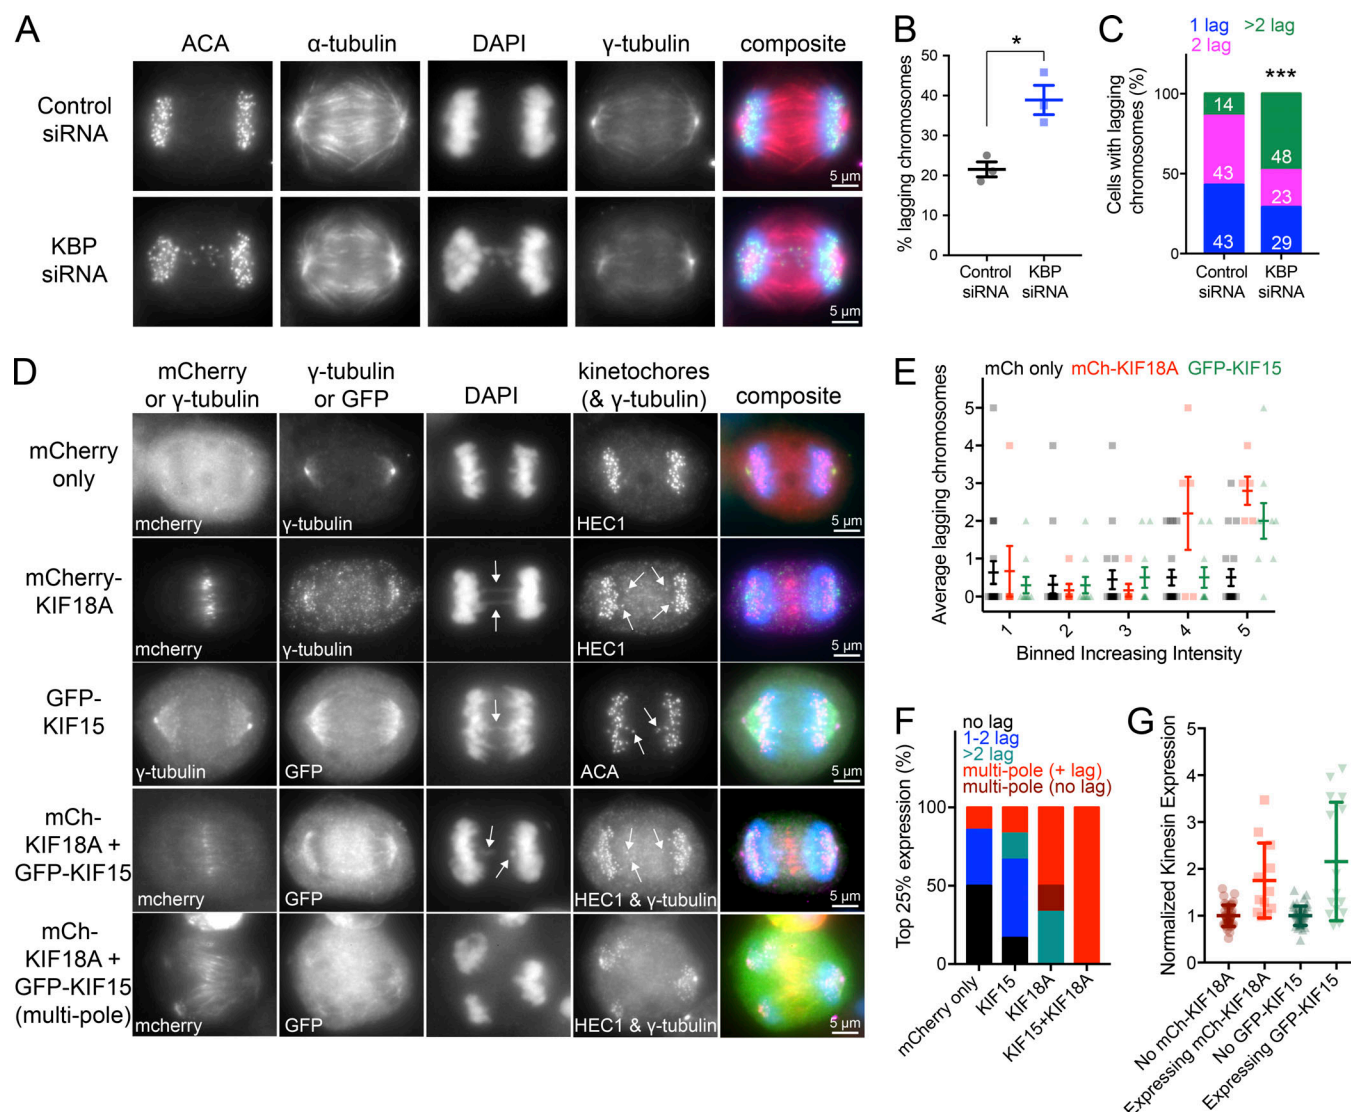 A
ACA
α-tubulin
DAPI
γ-tubulin
composite
Control
siRNA
5 µm
KBP
siRNA
5 µm
B
% lagging chromosomes
50
40
30
20
10
0
*
Control
siRNA
KBP
siRNA
C
1 lag >2 lag
2 lag
Cells with lagging
chromosomes (%)
100
50
0
***
14
43
43
48
23
29
Control
siRNA
KBP
siRNA
D
mCherry
or γ-tubulin
γ-tubulin
or GFP
DAPI
kinetochores
(& γ-tubulin)
composite
mCherry
only
mcherry
γ-tubulin
HEC1
5 µm
mCherry-
KIF18A
mcherry
γ-tubulin
HEC1
5 µm
GFP-
KIF15
γ-tubulin
GFP
ACA
5 µm
mCh-
KIF18A +
GFP-KIF15
mcherry
GFP
HEC1 & γ-tubulin
5 µm
mCh-
KIF18A +
GFP-KIF15
(multi-pole)
mcherry
GFP
HEC1 & γ-tubulin
5 µm
E
mCh only mCh-KIF18A GFP-KIF15
Average lagging chromosomes
5
4
3
2
1
0
1
2
3
4
5
Binned Increasing Intensity
F
no lag
1-2 lag
>2 lag
multi-pole (+ lag)
multi-pole (no lag)
Top 25% expression (%)
100
50
0
mCherry only
KIF15
KIF18A
KIF15+KIF18A
G
Normalized Kinesin Expression
5
4
3
2
1
0
No mCh-KIF18A
Expressing mCh-KIF18A
No GFP-KIF15
Expressing GFP-KIF15